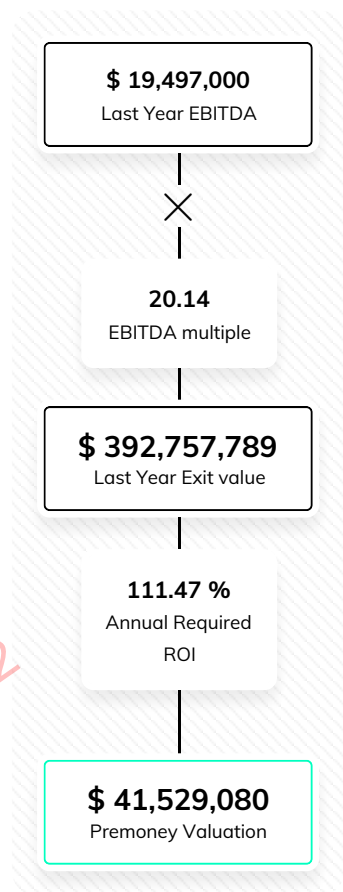 $ 19,497,000
Last Year EBITDA
20.14
EBITDA multiple
$ 392,757,789
Last Year Exit value
111.47 %
Annual Required
ROI
$ 41,529,080
Premoney Valuation